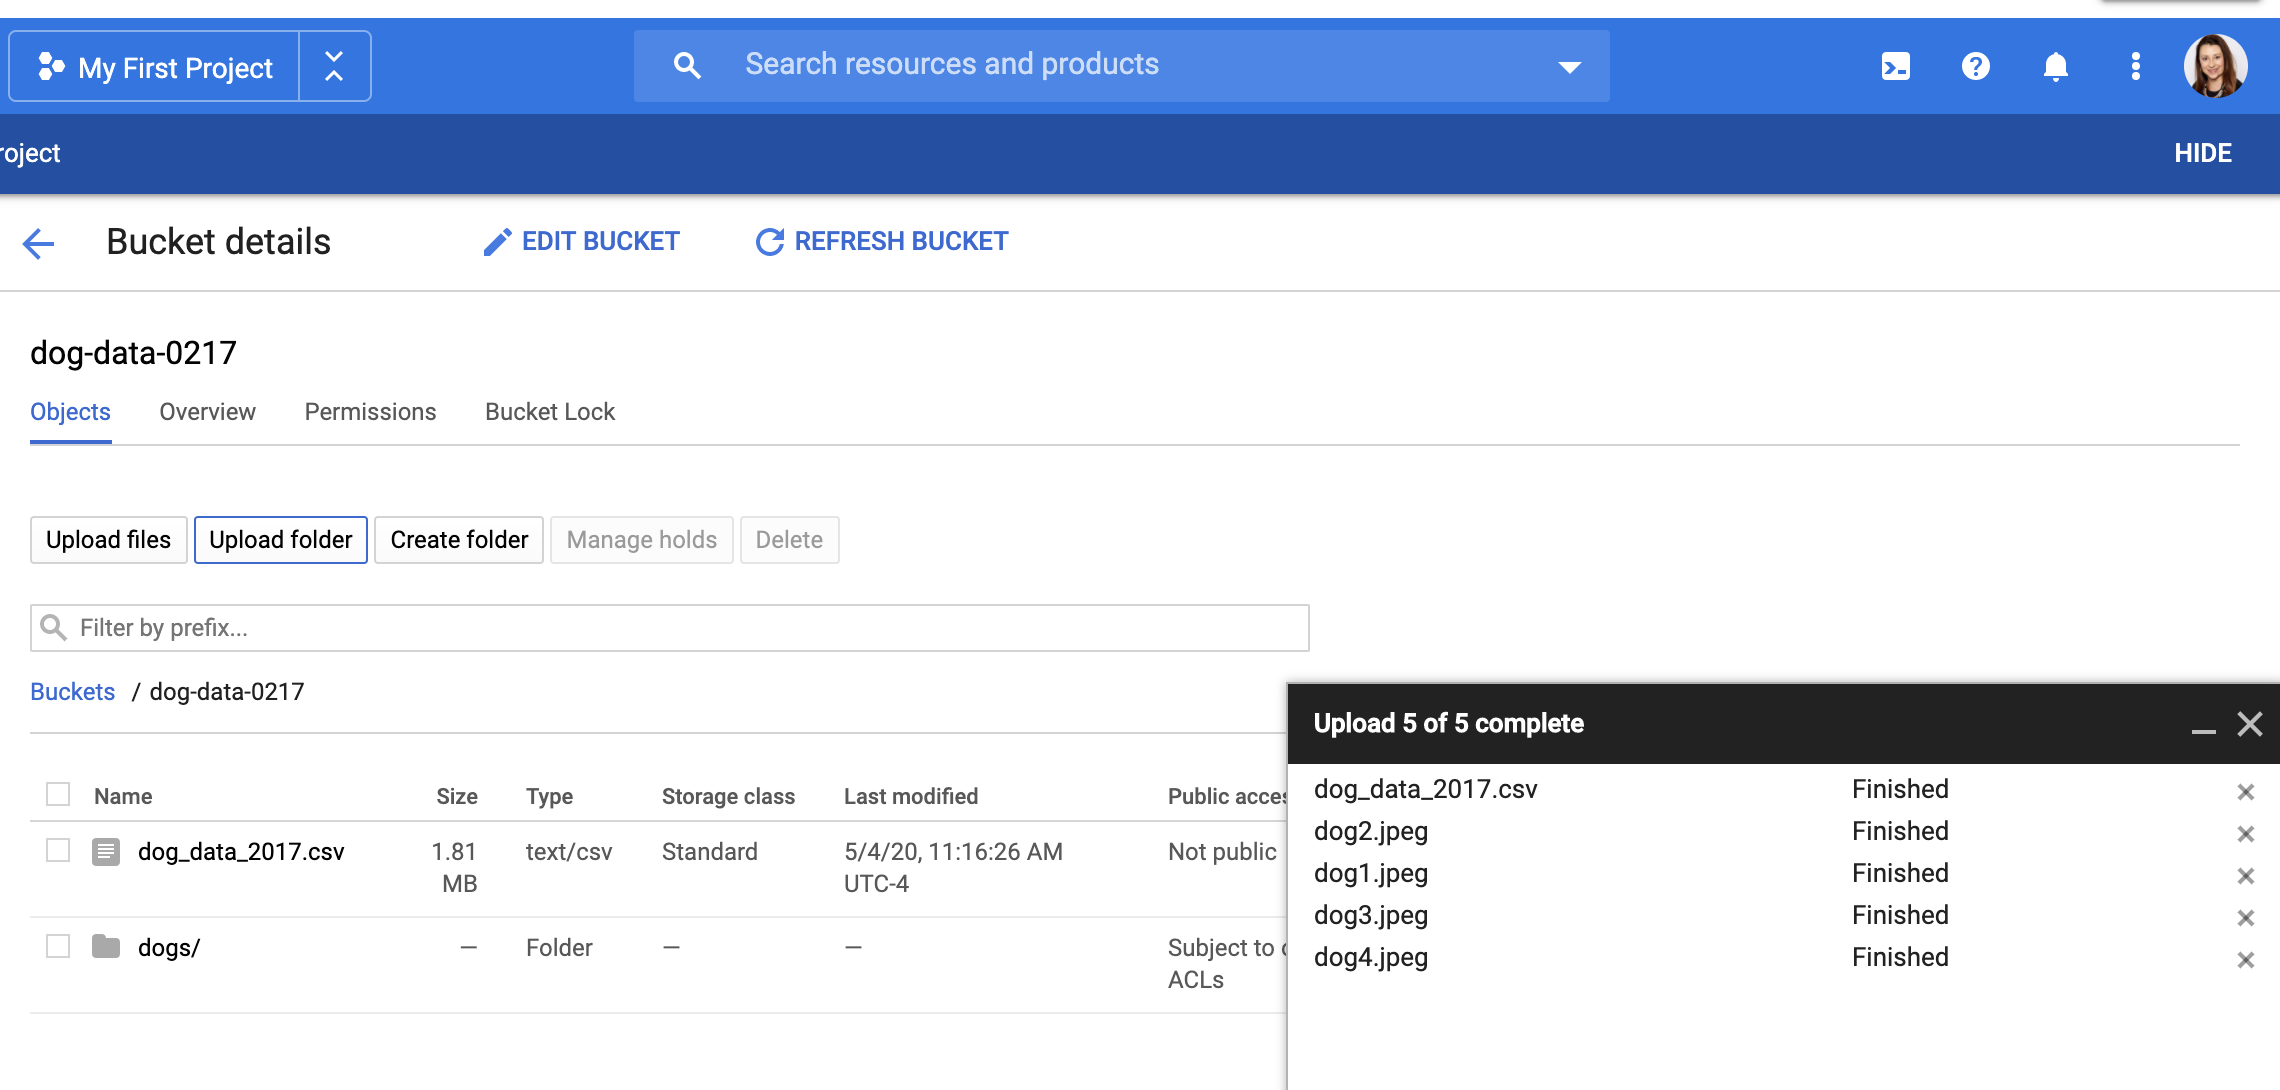 My First Project
Search resources and products
roject
HIDE
Bucket details
EDIT BUCKET
REFRESH BUCKET
dog-data-0217
Objects Overview Permissions Bucket Lock
Upload files Upload folder Create folder Manage holds Delete
Filter by prefix...
Buckets / dog-data-0217
Name Size Type Storage class Last modified Public acces
dog_data_2017.csv 1.81 MB text/csv Standard 5/4/20, 11:16:26 AM UTC-4 Not public
dogs/ — Folder — — Subject to o
ACLs
Upload 5 of 5 complete
dog_data_2017.csv Finished
dog2.jpeg Finished
dog1.jpeg Finished
dog3.jpeg Finished
dog4.jpeg Finished